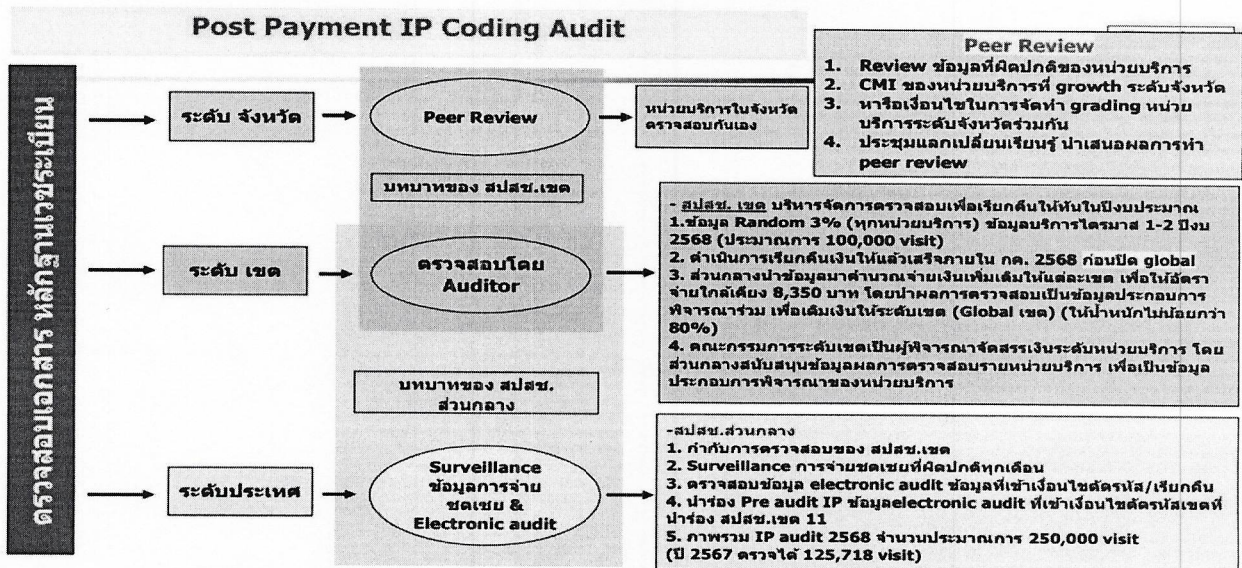 Post Payment IP Coding Audit
ตรวจสอบเอกสาร หลักฐานเวชระเบียน
ระดับ จังหวัด
Peer Review
หน่วยบริการในจังหวัด
ตรวจสอบกันเอง
Peer Review
1. Review ข้อมูลที่ผิดปกติของหน่วยบริการ
2. CMI ของหน่วยบริการที่ growth ระดับจังหวัด
3. หารือเงื่อนไขในการจัดทำ grading หน่วย
บริการระดับจังหวัดร่วมกัน
4. ประชุมแลกเปลี่ยนเรียนรู้ นำเสนอผลการทำ
peer review
บทบาทของ สปสช.เขต
ระดับ เขต
ตรวจสอบโดย
Auditor
- สปสช. เขต บริหารจัดการตรวจสอบเพื่อเรียกคืนให้ทันในปีงบประมาณ
1.ข้อมูล Random 3% (ทุกหน่วยบริการ) ข้อมูลบริการไตรมาส 1-2 ปีงบ
2568 (ประมาณการ 100,000 visit)
2. ดำเนินการเรียกคืนเงินให้แล้วเสร็จภายใน กค. 2568 ก่อนปิด global
3. ส่วนกลางนำข้อมูลมาคำนวณจ่ายเงินเพิ่มเติมให้แต่ละเขต เพื่อให้อัตรา
จ่ายใกล้เคียง 8,350 บาท โดยนำผลการตรวจสอบเป็นข้อมูลประกอบการ
พิจารณาร่วม เพื่อเติมเงินให้ระดับเขต (Global เขต) (ให้น้ำหนักไม่น้อยกว่า
80%)
4. คณะกรรมการระดับเขตเป็นผู้พิจารณาจัดสรรเงินระดับหน่วยบริการ โดย
ส่วนกลางสนับสนุนข้อมูลผลการตรวจสอบรายหน่วยบริการ เพื่อเป็นข้อมูล
ประกอบการพิจารณาของหน่วยบริการ
บทบาทของ สปสช.
ส่วนกลาง
ระดับประเทศ
Surveillance
ข้อมูลการจ่าย
ชดเชย &
Electronic audit
-สปสช.ส่วนกลาง
1. กำกับการตรวจสอบของ สปสช.เขต
2. Surveillance การจ่ายชดเชยที่ผิดปกติทุกเดือน
3. ตรวจสอบข้อมูล electronic audit ข้อมูลที่เข้าเงื่อนไขตัดรหัส/เรียกคืน
4. นำร่อง Pre audit IP ข้อมูลelectronic audit ที่เข้าเงื่อนไขตัดรหัสเขตที่
นำร่อง สปสช.เขต 11
5. ภาพรวม IP audit 2568 จำนวนประมาณการ 250,000 visit
(ปี 2567 ตรวจได้ 125,718 visit)